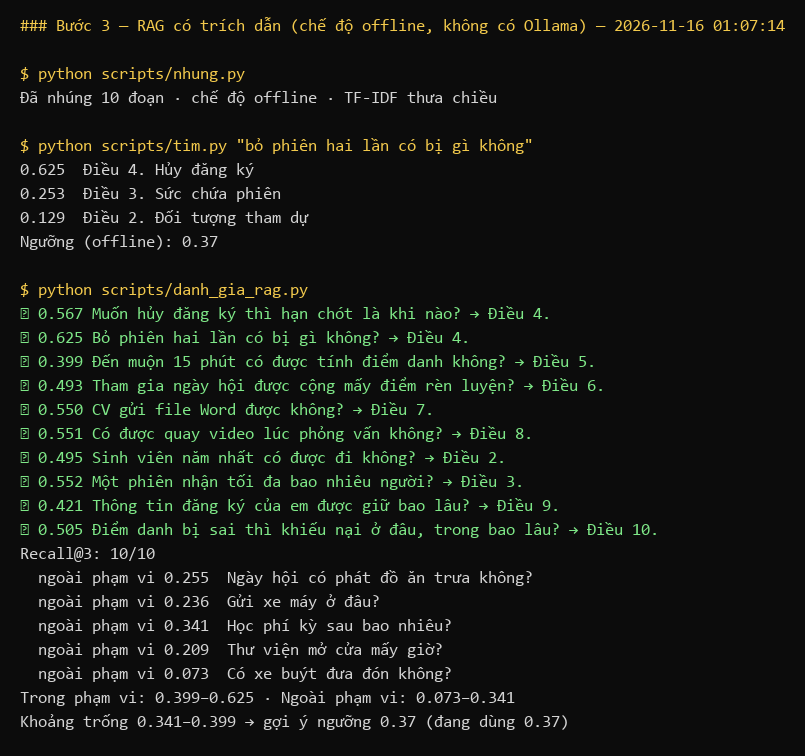 ### Bước 3 — RAG có trích dẫn (chế độ offline, không có Ollama) — 2026-11-16 01:07:14
$ python scripts/nhung.py
Đã nhúng 10 đoạn · chế độ offline · TF-IDF thưa chiều
$ python scripts/tim.py "bỏ phiên hai lần có bị gì không"
0.625  Điều 4. Hủy đăng ký
0.253  Điều 3. Sức chứa phiên
0.129  Điều 2. Đối tượng tham dự
Ngưỡng (offline): 0.37
$ python scripts/danh_gia_rag.py
0.567 Muốn hủy đăng ký thì hạn chót là khi nào? → Điều 4.
0.625 Bỏ phiên hai lần có bị gì không? → Điều 4.
0.399 Đến muộn 15 phút có được tính điểm danh không? → Điều 5.
0.493 Tham gia ngày hội được cộng mấy điểm rèn luyện? → Điều 6.
0.550 CV gửi file Word được không? → Điều 7.
0.551 Có được quay video lúc phỏng vấn không? → Điều 8.
0.495 Sinh viên năm nhất có được đi không? → Điều 2.
0.552 Một phiên nhận tối đa bao nhiêu người? → Điều 3.
0.421 Thông tin đăng ký của em được giữ bao lâu? → Điều 9.
0.505 Điểm danh bị sai thì khiếu nại ở đâu, trong bao lâu? → Điều 10.
Recall@3: 10/10
ngoài phạm vi 0.255  Ngày hội có phát đồ ăn trưa không?
ngoài phạm vi 0.236  Gửi xe máy ở đâu?
ngoài phạm vi 0.341  Học phí kỳ sau bao nhiêu?
ngoài phạm vi 0.209  Thư viện mở cửa mấy giờ?
ngoài phạm vi 0.073  Có xe buýt đưa đón không?
Trong phạm vi: 0.399–0.625 · Ngoài phạm vi: 0.073–0.341
Khoảng trống 0.341–0.399 → gợi ý ngưỡng 0.37 (đang dùng 0.37)